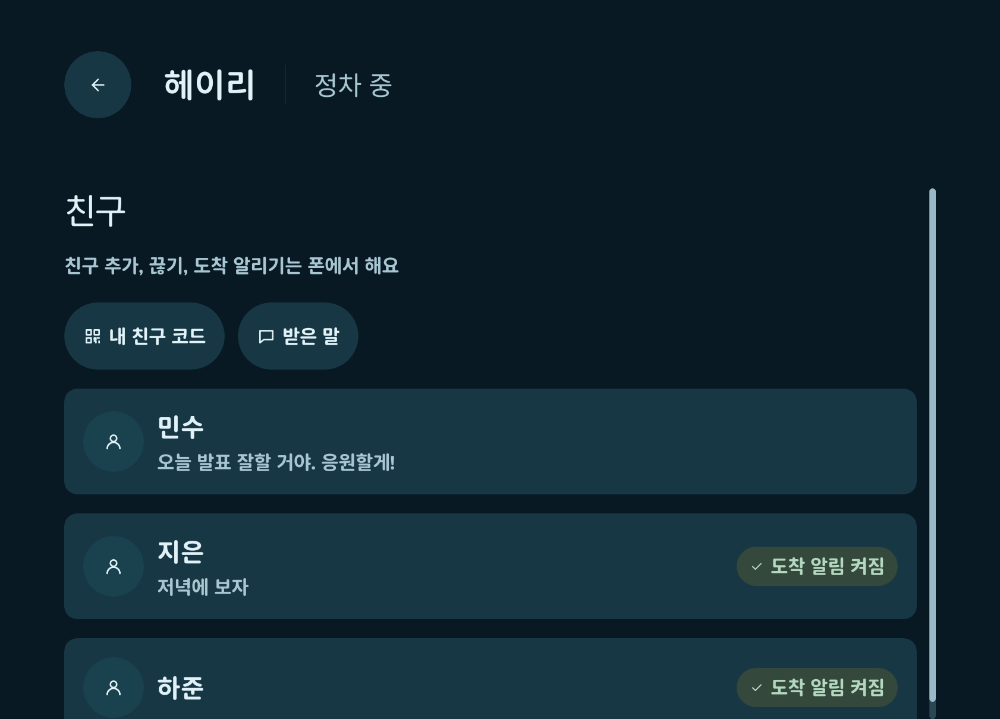 헤이리
정차 중
친구
친구 추가, 끊기, 도착 알리기는 폰에서 해요
내 친구 코드
받은 말
민수
오늘 발표 잘할 거야. 응원할게!
지은
저녁에 보자
도착 알림 켜짐
하준
도착 알림 켜짐